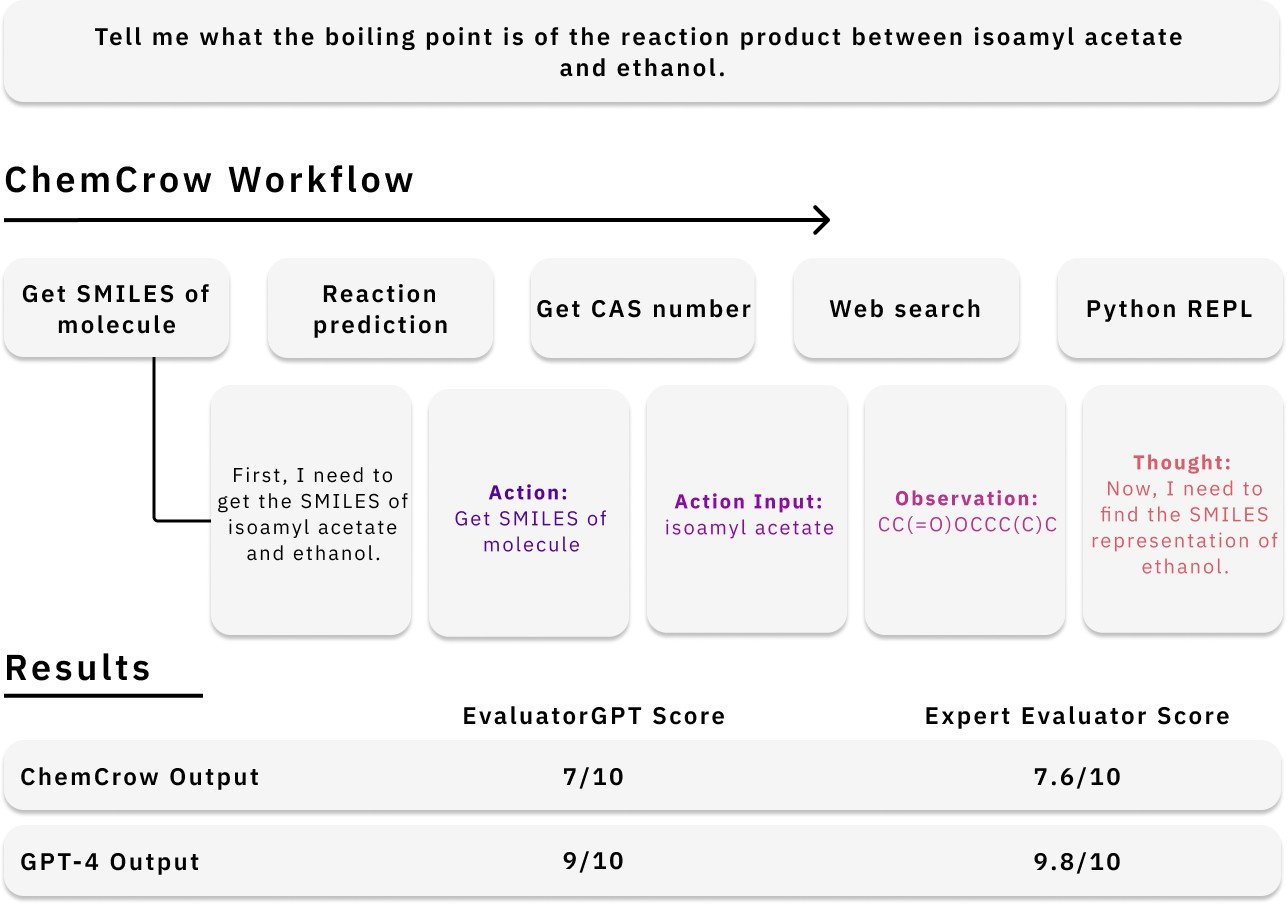 Tell me what the boiling point is of the reaction product between isoamyl acetate
and ethanol.
ChemCrow Workflow
Get SMILES of
molecule
Reaction
prediction
Get CAS number
Web search
Python REPL
First, I need to
get the SMILES of
isoamyl acetate
and ethanol.
Action:
Get SMILES of
molecule
Action Input:
isoamyl acetate
Observation:
CC(=O)OCCC(C)C
Thought:
Now, I need to
find the SMILES
representation of
ethanol.
Results
EvaluatorGPT Score
Expert Evaluator Score
ChemCrow Output
7/10
7.6/10
GPT-4 Output
9/10
9.8/10